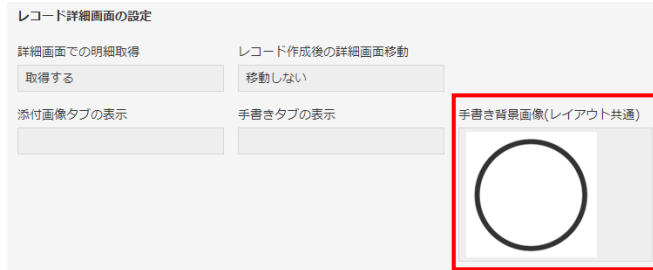 レコード詳細画面の設定
詳細画面での明細取得 レコード作成後の詳細画面移動
取得する 移動しない
添付画像タブの表示 手書きタブの表示 手書き背景画像(レイアウト共通)